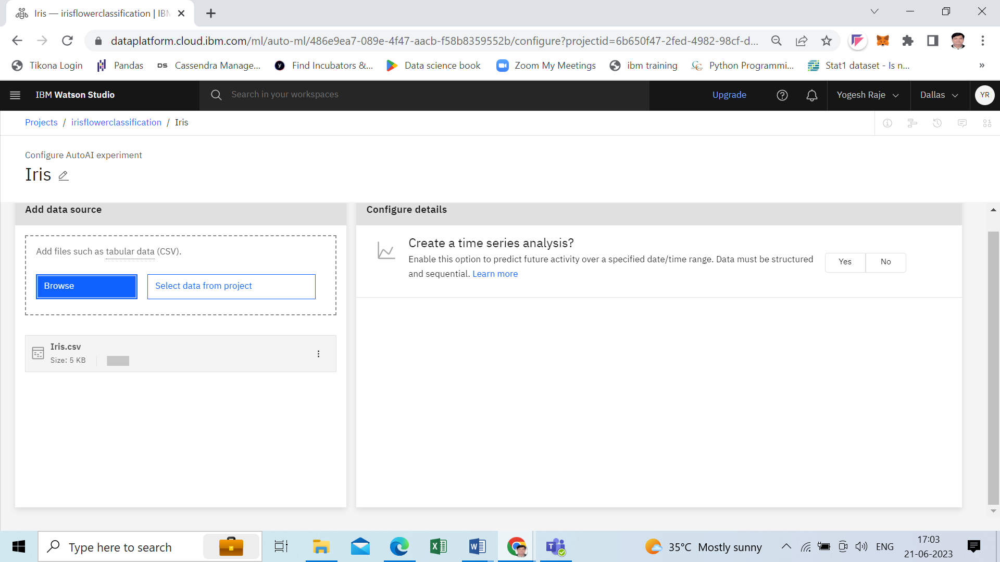 Iris — irisflowerclassification | IBM
dataplatform.cloud.ibm.com/ml/auto-ml/486e9ea7-089e-4f47-aacb-f58b8359552b/configure?projectid=6b650f47-2fed-4982-98cf-d...
Tikona Login Pandas DS Cassendra Manage... y Find Incubators &... Data science book Zoom My Meetings ibm training Python Programmi... Stat1 dataset - Is n... »
IBM Watson Studio Search in your workspaces Upgrade Yogesh Raje Dallas YR
Projects / irisflowerclassification / Iris
Configure AutoAI experiment
Iris
Add data source
Configure details
Add files such as tabular data (CSV).
Browse Select data from project
Iris.csv
Size: 5 KB
Create a time series analysis?
Enable this option to predict future activity over a specified date/time range. Data must be structured
and sequential. Learn more
Yes No
Type here to search
35°C Mostly sunny
ENG
17:03
21-06-2023